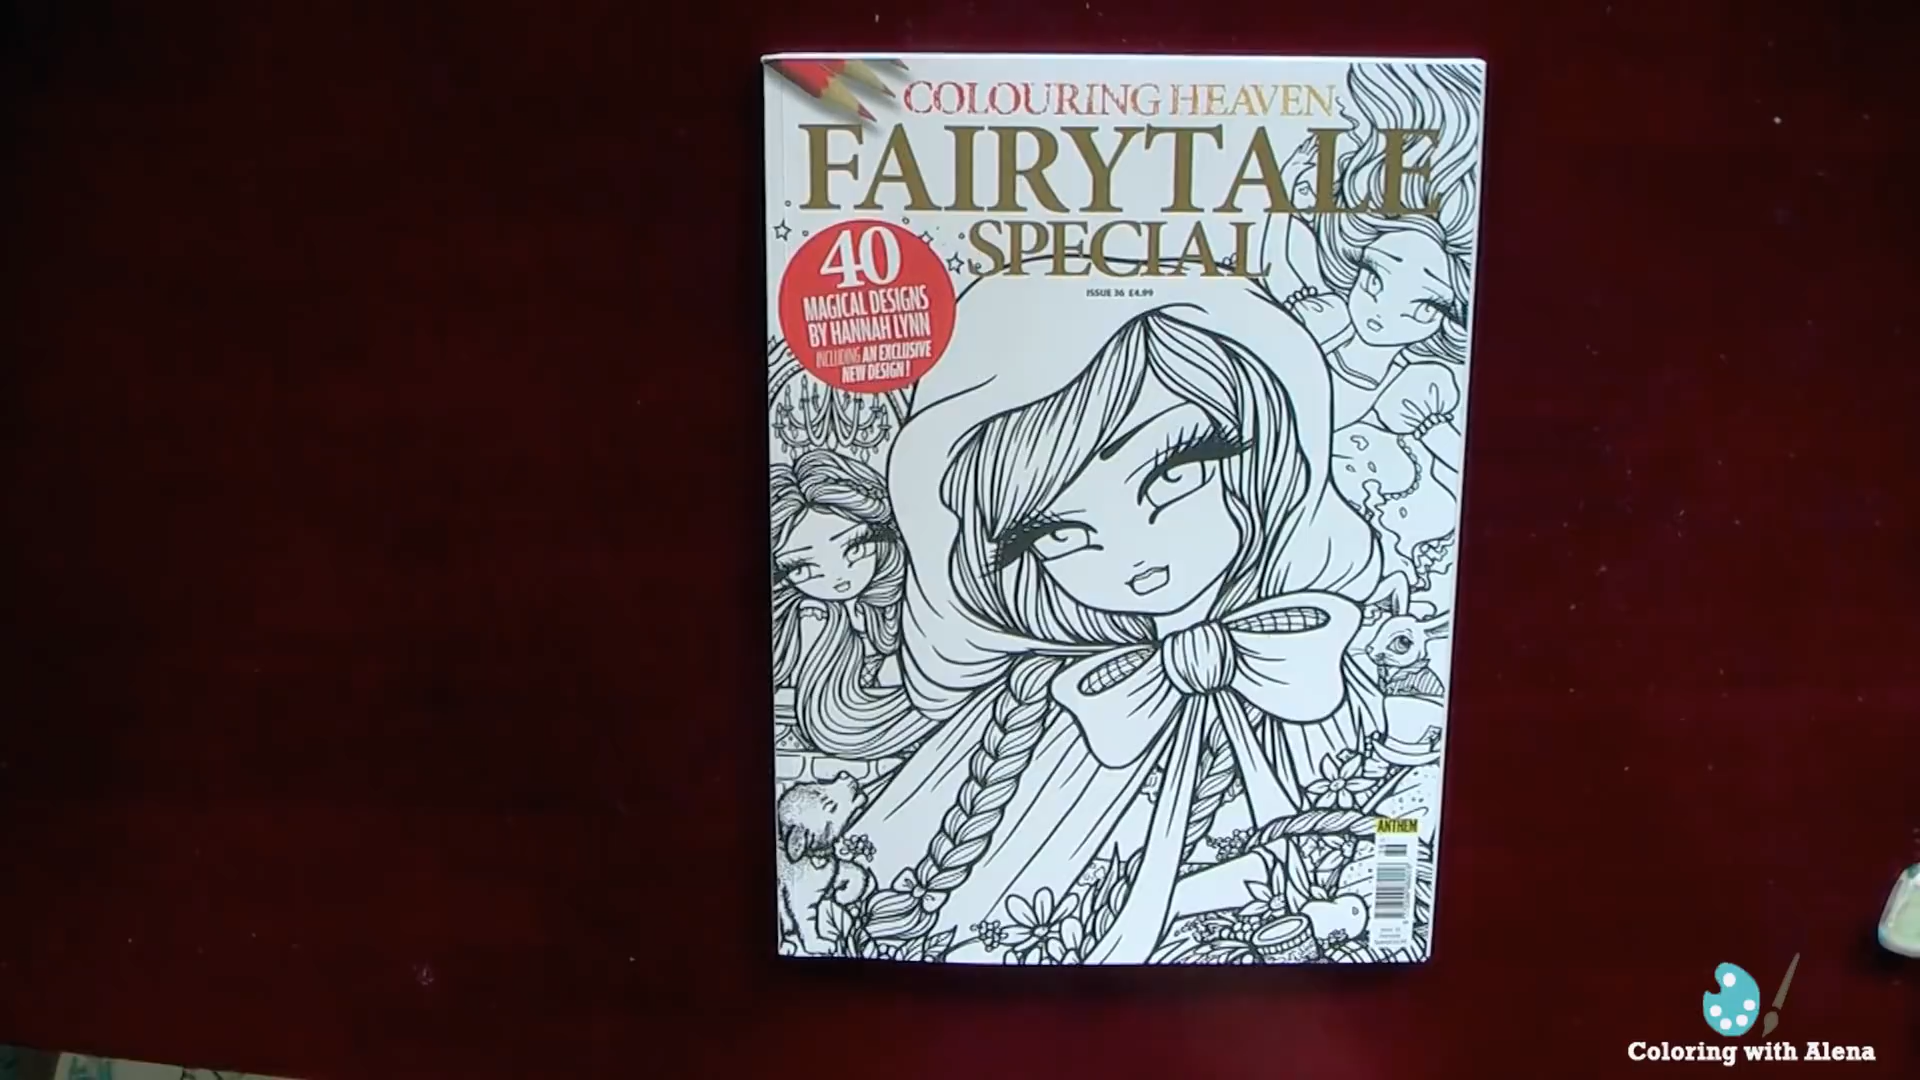 COLOURING HEAVEN
FAIRYTALE
SPECIAL
ISSUE 36 £4.99
40
MAGICAL DESIGNS
BY HANNAH LYNN
INCLUDING AN EXCLUSIVE
NEW DESIGN!
ANTHEM
36
Coloring with Alena